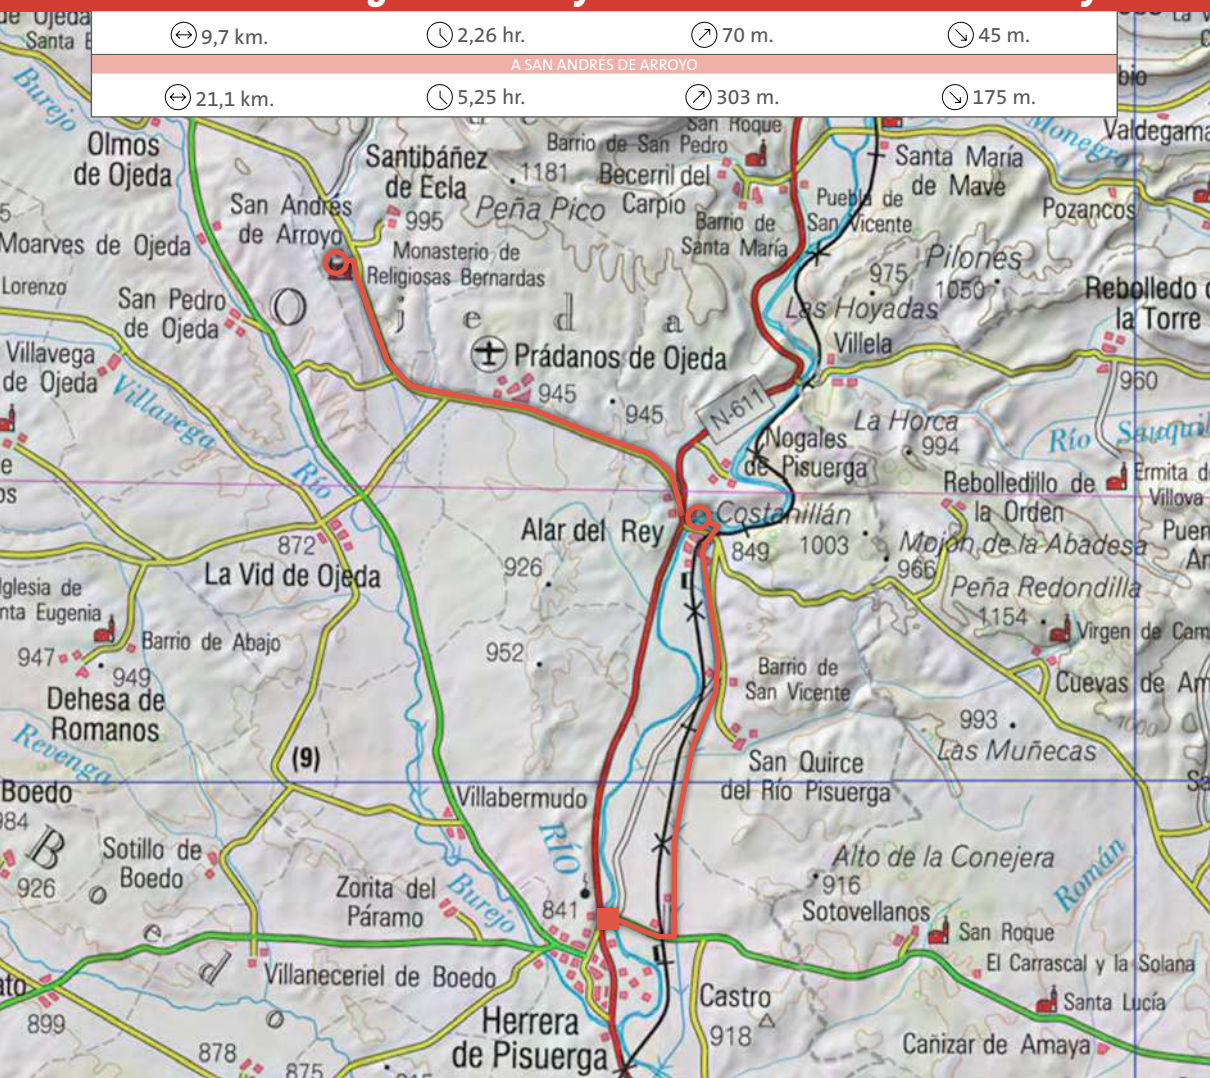 9,7 km. 2,26 hr. 70 m. 45 m.
A SAN ANDRÉS DE ARROYO
21,1 km. 5,25 hr. 303 m. 175 m.
de Ojeda
Santa
Burejo
Olmos
de Ojeda
Santibáñez
de Ecla
1181
Peña Pico
Barrio de San Pedro
San Roque
Becerril del
Carpio
Barrio de
Santa María
Puebla de
San Vicente
Santa María
de Mave
Monegro
Valdegama
Pozancos
San Andrés
de Arroyo
995
Monasterio de
Religiosas Bernardas
Moarves de Ojeda
Lorenzo
San Pedro
de Ojeda
O j e d a
975
Pilones
1050
Las Hoyadas
Rebolledo
la Torre
Villavega
de Ojeda
Villavega
Prádanos de Ojeda
945
945
N-611
Villela
960
La Horca
994
Río
Nogales
de Pisuerga
Rebolledillo de
la Orden
Ermita
Villova
Río
Alar del Rey
Costanillán
849
1003
Mojón de la Abadesa
966
872
La Vid de Ojeda
926
Peña Redondilla
1154
Iglesia de
Eugenia
947
949
Barrio de Abajo
952
Dehesa de
Romanos
Barrio de
San Vicente
Virgen de
Cuevas de
993
1000
Las Muñecas
Revenga
(9)
San Quirce
del Río Pisuerga
Boedo
984
Villabermudo
RÍO
B o e d o
926
Sotillo de
Boedo
Alto de la Conejera
916
Román
Zorita del
Páramo
Burejo
841
Sotovellanos
San Roque
El Carrascal y la Solana
Villaneceriel de Boedo
Castro
918
Santa Lucía
899
Herrera
de Pisuerga
Cañizar de Amaya
878
875